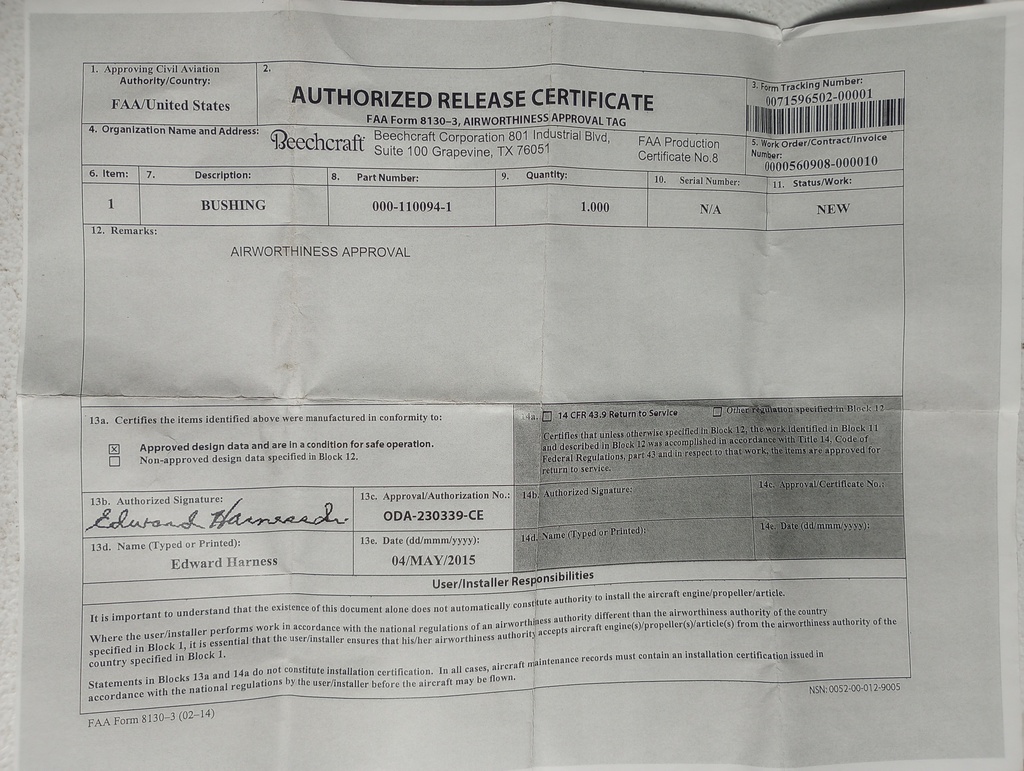 1. Approving Civil Aviation Authority/Country:
FAA/United States
2.
AUTHORIZED RELEASE CERTIFICATE
FAA Form 8130–3, AIRWORTHINESS APPROVAL TAG
3. Form Tracking Number:
0071596502-00001
4. Organization Name and Address:
Beechcraft
Beechcraft Corporation 801 Industrial Blvd,
Suite 100 Grapevine, TX 76051
FAA Production
Certificate No.8
5. Work Order/Contract/Invoice
Number:
0000560908-000010
6. Item: 7. Description: 8. Part Number: 9. Quantity: 10. Serial Number: 11. Status/Work:
1 BUSHING 000-110094-1 1.000 N/A NEW
12. Remarks:
AIRWORTHINESS APPROVAL
13a. Certifies the items identified above were manufactured in conformity to:
Approved design data and are in a condition for safe operation.
Non-approved design data specified in Block 12.
14a. 14 CFR 43.9 Return to Service Other regulation specified in Block 12
Certifies that unless otherwise specified in Block 12, the work identified in Block 11
and described in Block 12 was accomplished in accordance with Title 14, Code of
Federal Regulations, part 43 and in respect to that work, the items are approved for
return to service.
13b. Authorized Signature:
Edward Harness
13c. Approval/Authorization No.:
ODA-230339-CE
14b. Authorized Signature:
14c. Approval/Certificate No.:
13d. Name (Typed or Printed):
Edward Harness
13e. Date (dd/mmm/yyyy):
04/MAY/2015
14d. Name (Typed or Printed):
14e. Date (dd/mmm/yyyy):
User/Installer Responsibilities
It is important to understand that the existence of this document alone does not automatically constitute authority to install the aircraft engine/propeller/article.
Where the user/installer performs work in accordance with the national regulations of an airworthiness authority different than the airworthiness authority of the country
specified in Block 1, it is essential that the user/installer ensures that his/her airworthiness authority accepts aircraft engine(s)/propeller(s)/article(s) from the airworthiness authority of the
country specified in Block 1.
Statements in Blocks 13a and 14a do not constitute installation certification. In all cases, aircraft maintenance records must contain an installation certification issued in
accordance with the national regulations by the user/installer before the aircraft may be flown.
FAA Form 8130–3 (02-14)
NSN: 0052-00-012-9005